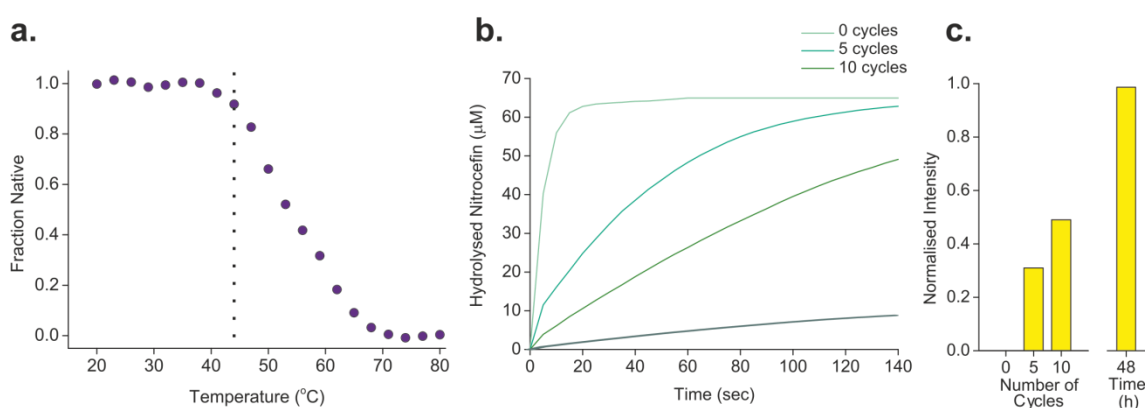 a.
Fraction Native
1.0
0.8
0.6
0.4
0.2
0.0
20 30 40 50 60 70 80
Temperature (°C)
b.
0 cycles
5 cycles
10 cycles
Hydrolysed Nitrocefin (μM)
70
60
50
40
30
20
10
0
0 20 40 60 80 100 120 140
Time (sec)
c.
Normalised Intensity
1.0
0.8
0.6
0.4
0.2
0.0
0 5 10 48
Number of Cycles
Time (h)